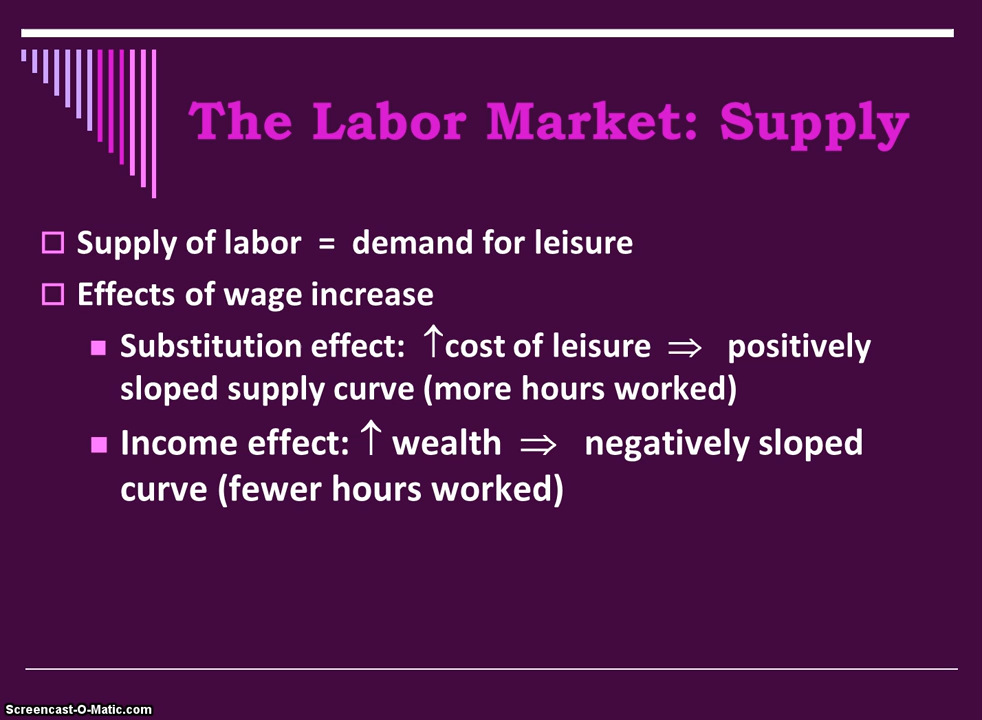 The Labor Market: Supply
Supply of labor = demand for leisure
Effects of wage increase
Substitution effect: ↑cost of leisure ⇒ positively
sloped supply curve (more hours worked)
Income effect: ↑ wealth ⇒ negatively sloped
curve (fewer hours worked)
Screencast-O-Matic.com